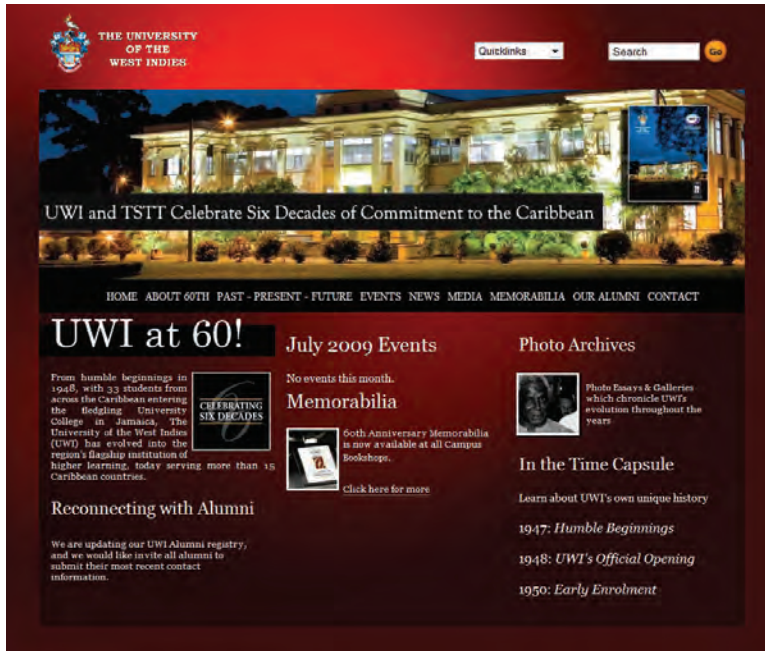 THE UNIVERSITY
OF THE
WEST INDIES
Quicklinks
Search
Go
UWI and TSTT Celebrate Six Decades of Commitment to the Caribbean
HOME ABOUT 60TH PAST - PRESENT - FUTURE EVENTS NEWS MEDIA MEMORABILIA OUR ALUMNI CONTACT
UWI at 60!
From humble beginnings in
1948, with 33 students from
across the Caribbean entering
the fledgling University
College in Jamaica, The
University of the West Indies
(UWI) has evolved into the
region's flagship institution of
higher learning, today serving more than 15
Caribbean countries.
CELEBRATING
SIX DECADES
Reconnecting with Alumni
We are updating our UWI Alumni registry,
and we would like invite all alumni to
submit their most recent contact
information.
July 2009 Events
No events this month.
Memorabilia
60th Anniversary Memorabilia
is now available at all Campus
Bookshops.
Click here for more
Photo Archives
Photo Essays & Galleries
which chronicle UWI's
evolution throughout the
years
In the Time Capsule
Learn about UWI's own unique history
1947: Humble Beginnings
1948: UWI's Official Opening
1950: Early Enrolment